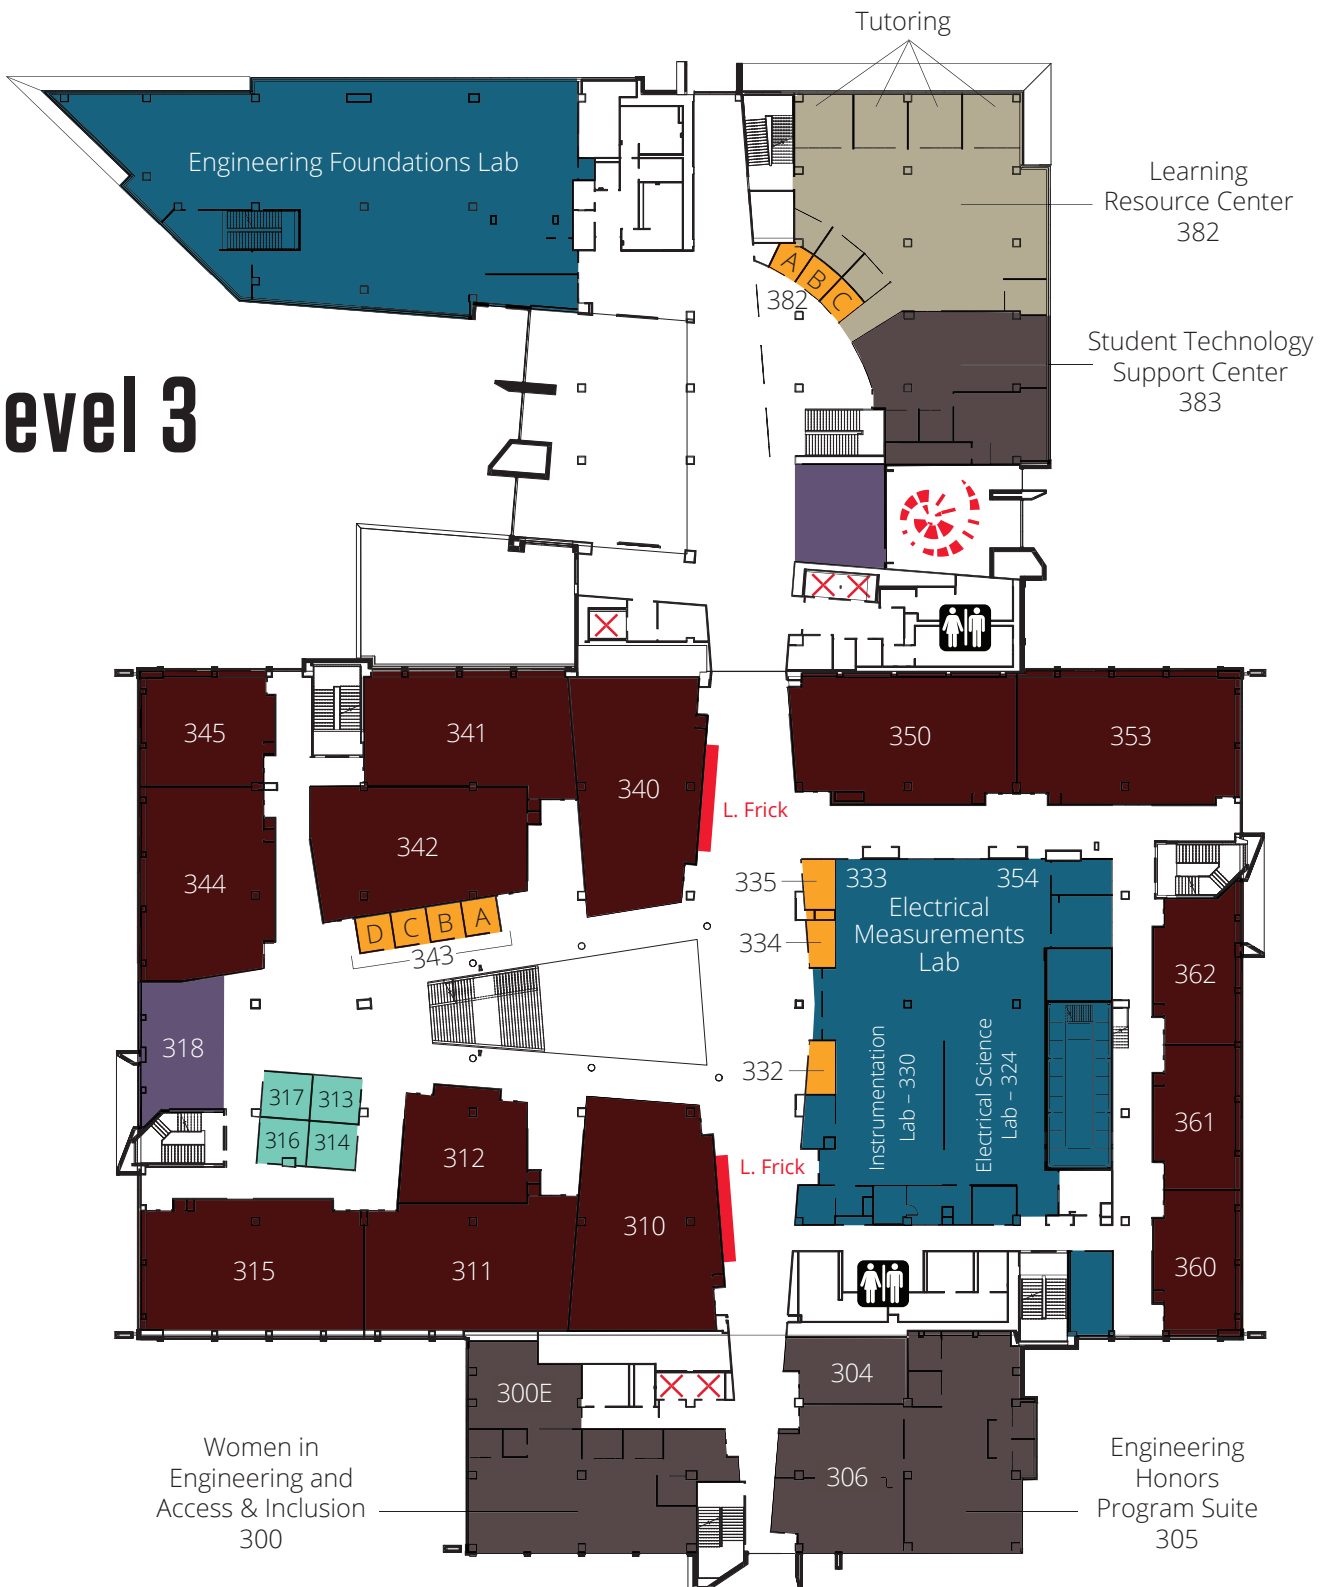 Tutoring
Engineering Foundations Lab
Learning
Resource Center
382
A
B
C
382
Student Technology
Support Center
383
evel 3
345
341
340
350
353
L. Frick
342
344
335
333
354
Electrical
Measurements
Lab
334
D
C
B
A
343
362
318
332
Instrumentation
Lab – 330
Electrical Science
Lab – 324
317
313
316
314
312
361
L. Frick
310
315
311
360
304
300E
306
Women in
Engineering and
Access & Inclusion
300
Engineering
Honors
Program Suite
305